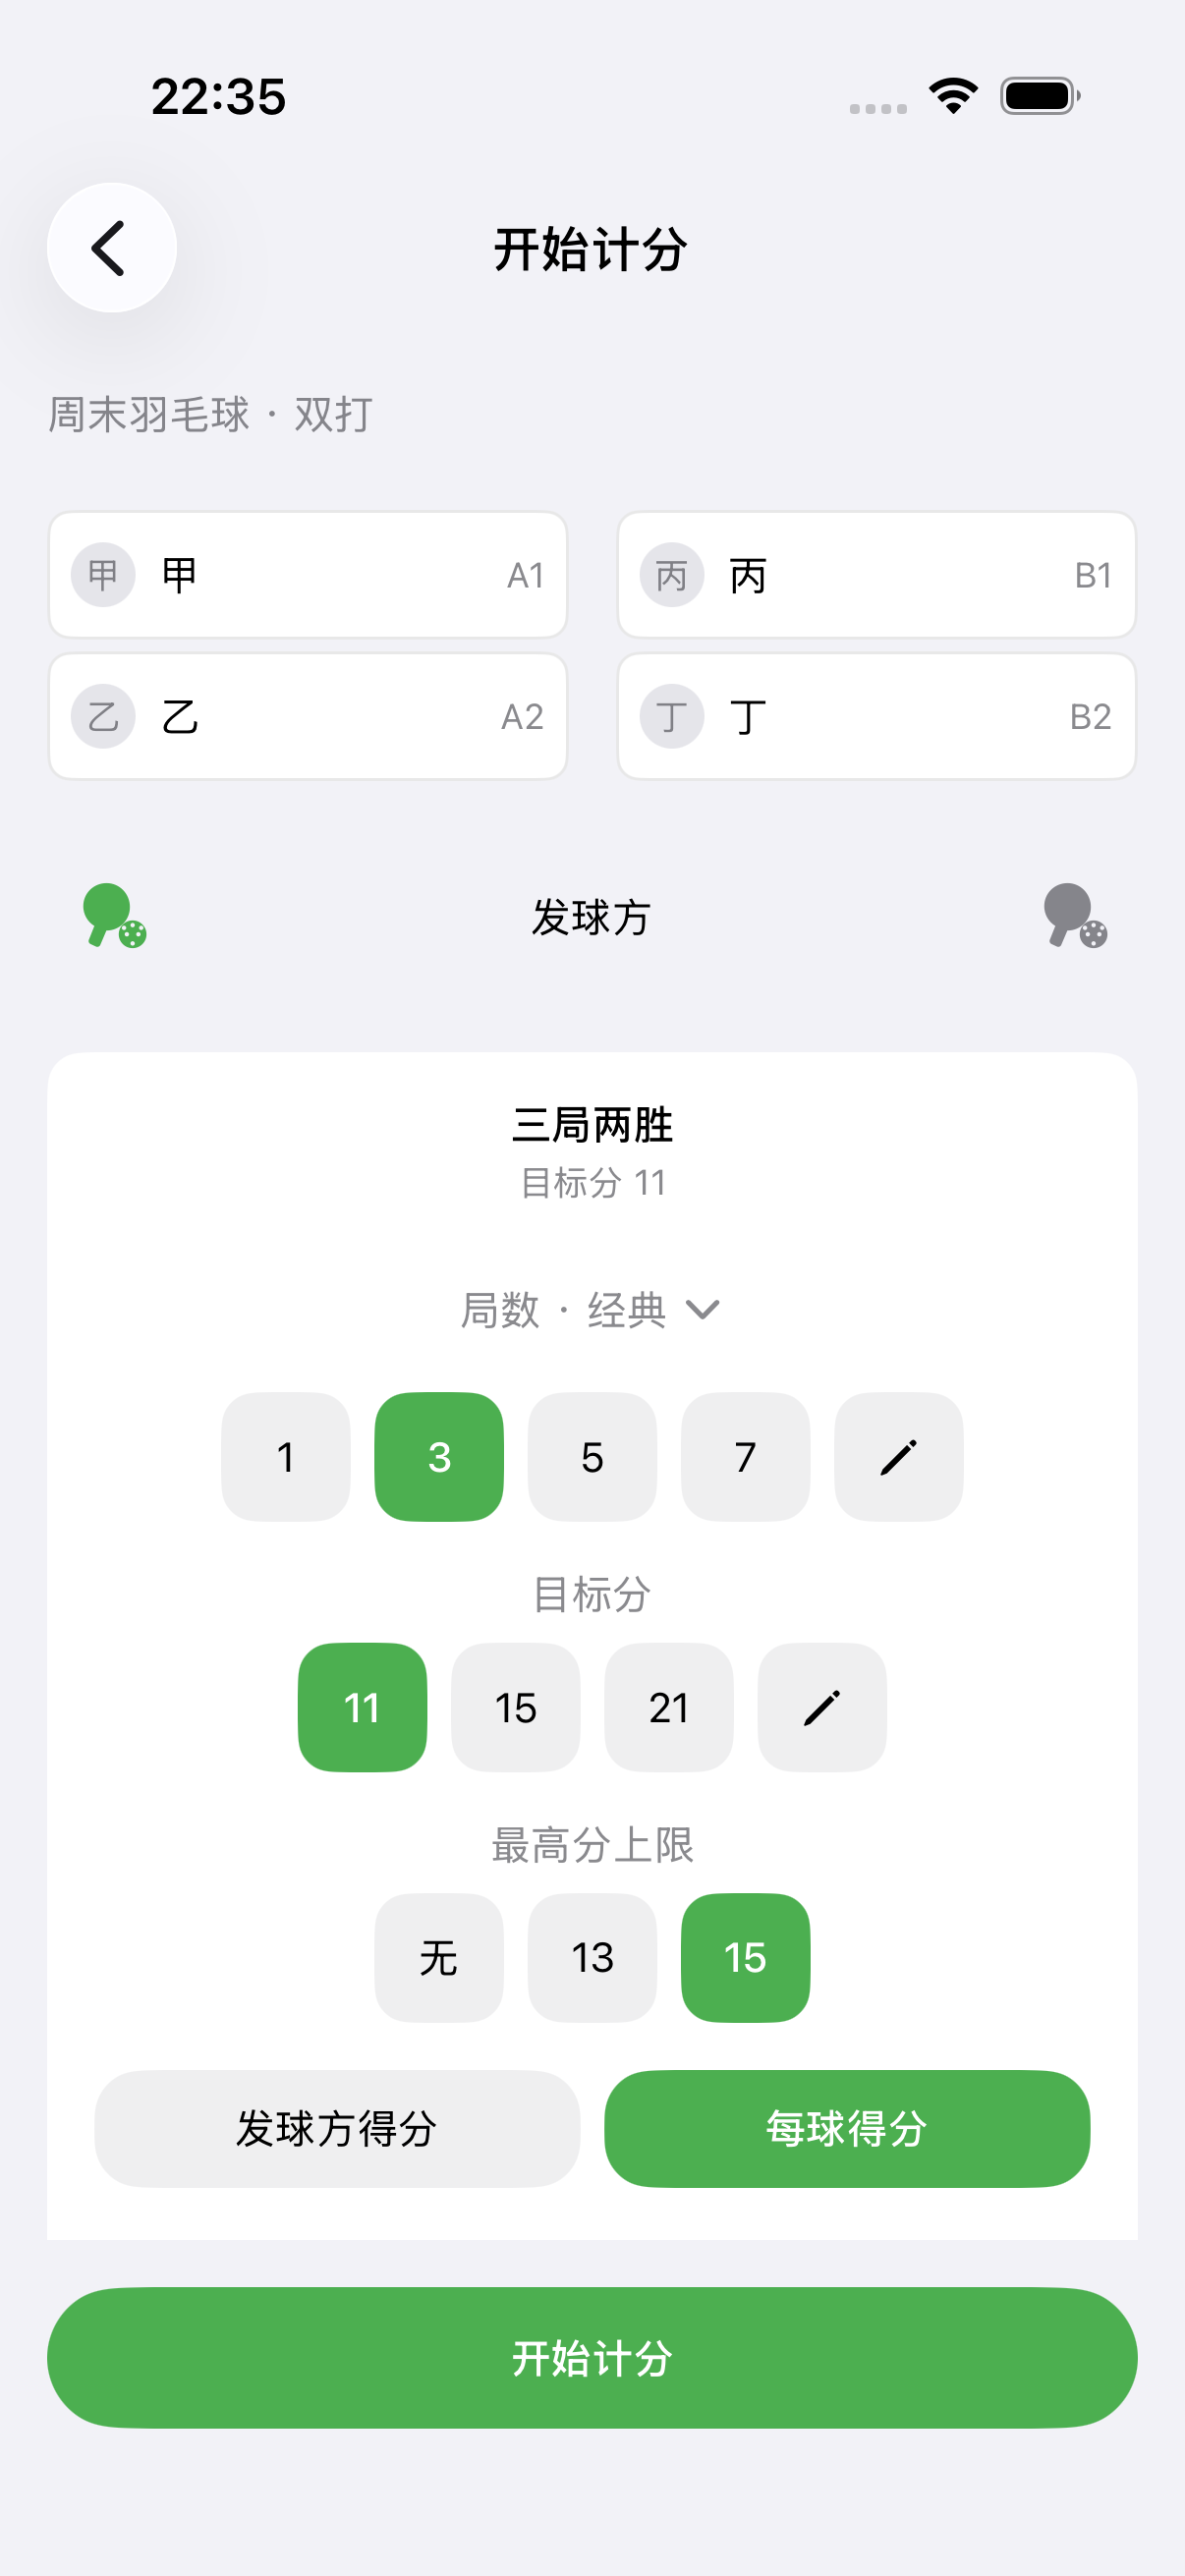 22:35
开始计分
周末羽毛球 · 双打
甲 甲 A1
丙 丙 B1
乙 乙 A2
丁 丁 B2
发球方
三局两胜
目标分 11
局数 · 经典
1 3 5 7
目标分
11 15 21
最高分上限
无 13 15
发球方得分 每球得分
开始计分